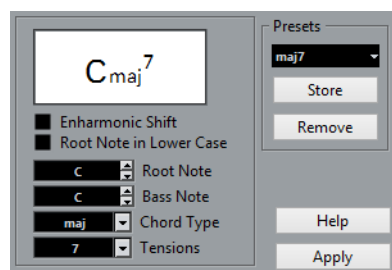 Cmaj7
Enharmonic Shift
Root Note in Lower Case
C Root Note
C Bass Note
maj Chord Type
7 Tensions
Presets
maj7
Store
Remove
Help
Apply